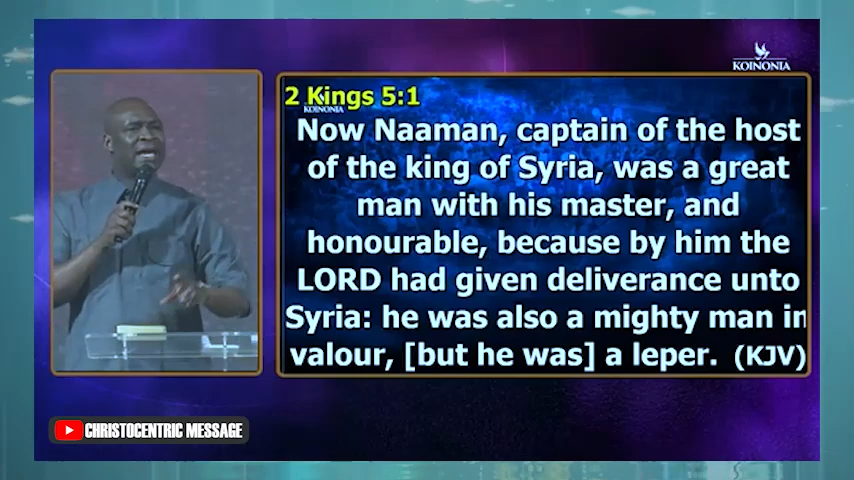 KOINONIA
2 Kings 5:1
KOINONIA
Now Naaman, captain of the host
of the king of Syria, was a great
man with his master, and
honourable, because by him the
LORD had given deliverance unto
Syria: he was also a mighty man in
valour, [but he was] a leper. (KJV)
CHRISTOCENTRIC MESSAGE